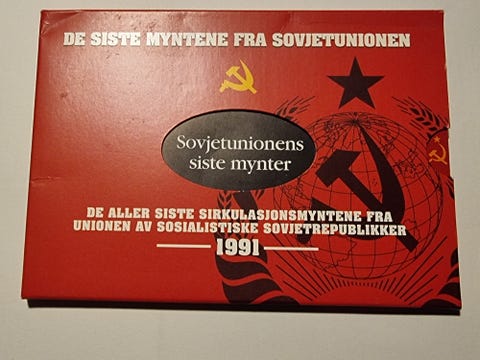 DE SISTE MYNTENE FRA SOVJETUNIONEN
Sovjetunionens
siste mynter
DE ALLER SISTE SIRKULASJONSMYNTENE FRA
UNIONEN AV SOSIALISTISKE SOVJETREPUBLIKKER
1991